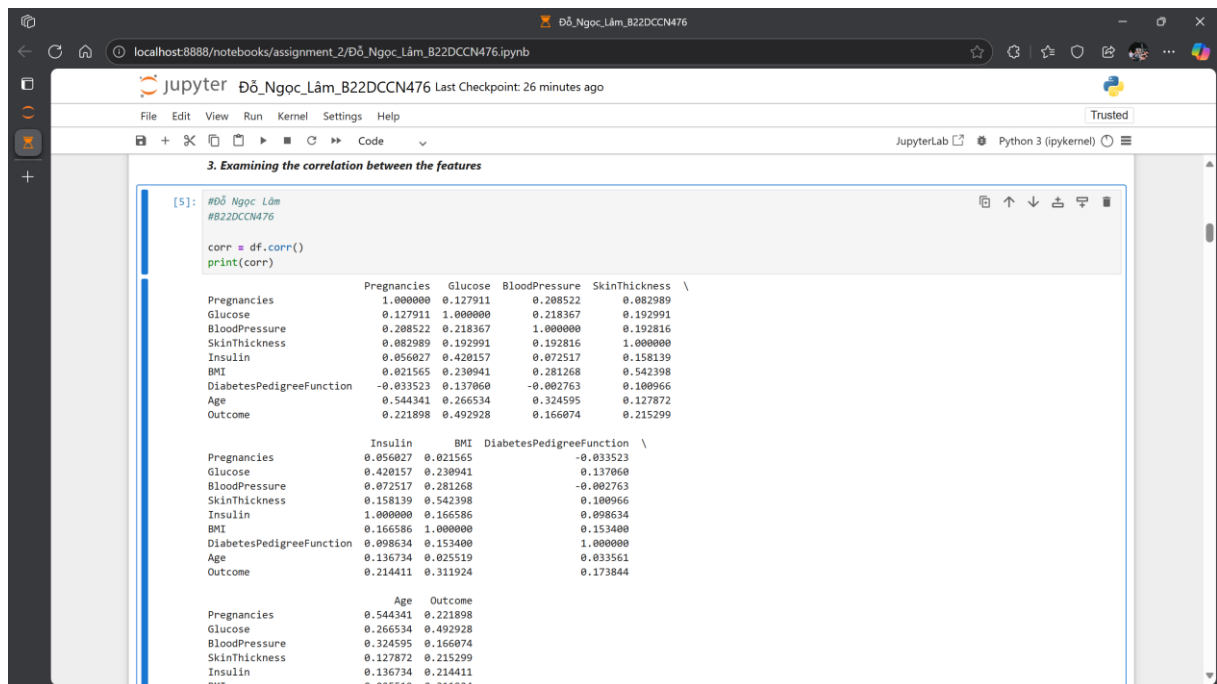 Đỗ_Ngọc_Lâm_B22DCCN476
localhost:8888/notebooks/assignment_2/Đỗ_Ngọc_Lâm_B22DCCN476.ipynb
jupyter Đỗ_Ngọc_Lâm_B22DCCN476 Last Checkpoint: 26 minutes ago
File Edit View Run Kernel Settings Help Trusted
Code JupyterLab Python 3 (ipykernel)
3. Examining the correlation between the features
[5]: #Đỗ Ngọc Lâm
#B22DCCN476
corr = df.corr()
print(corr)
Pregnancies Glucose BloodPressure SkinThickness \
Pregnancies 1.000000 0.127911 0.208522 0.082989
Glucose 0.127911 1.000000 0.218367 0.192991
BloodPressure 0.208522 0.218367 1.000000 0.192816
SkinThickness 0.082989 0.192991 0.192816 1.000000
Insulin 0.056027 0.420157 0.072517 0.158139
BMI 0.021565 0.230941 0.281268 0.542398
DiabetesPedigreeFunction -0.033523 0.137060 -0.002763 0.100966
Age 0.544341 0.266534 0.324595 0.127872
Outcome 0.221898 0.492928 0.166074 0.215299
Insulin BMI DiabetesPedigreeFunction \
Pregnancies 0.056027 0.021565 -0.033523
Glucose 0.420157 0.230941 0.137060
BloodPressure 0.072517 0.281268 -0.002763
SkinThickness 0.158139 0.542398 0.100966
Insulin 1.000000 0.166586 0.098634
BMI 0.166586 1.000000 0.153400
DiabetesPedigreeFunction 0.098634 0.153400 1.000000
Age 0.136734 0.025519 0.033561
Outcome 0.214411 0.311924 0.173844
Age Outcome
Pregnancies 0.544341 0.221898
Glucose 0.266534 0.492928
BloodPressure 0.324595 0.166074
SkinThickness 0.127872 0.215299
Insulin 0.136734 0.214411